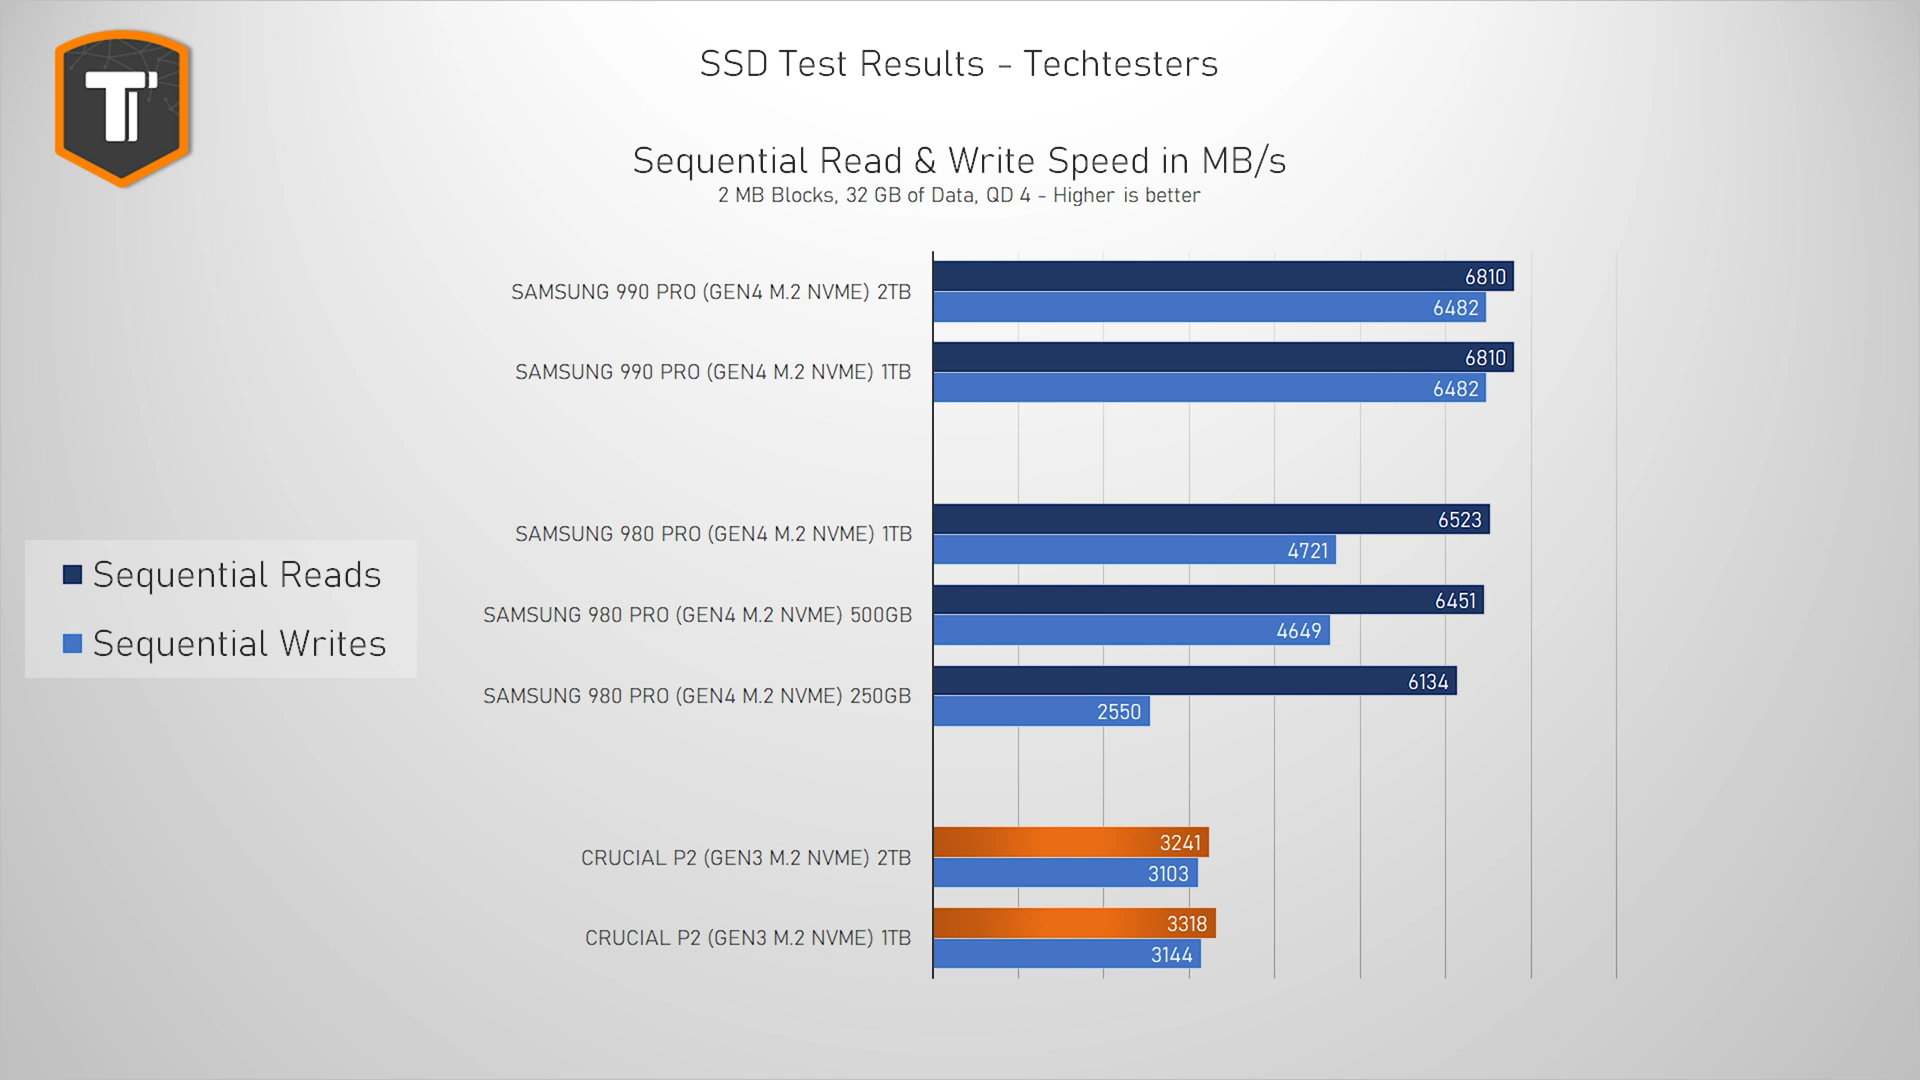 T
SSD Test Results - Techtesters
Sequential Read & Write Speed in MB/s
2 MB Blocks, 32 GB of Data, QD 4 - Higher is better
SAMSUNG 990 PRO (GEN4 M.2 NVME) 2TB
6810
6482
SAMSUNG 990 PRO (GEN4 M.2 NVME) 1TB
6810
6482
SAMSUNG 980 PRO (GEN4 M.2 NVME) 1TB
6523
4721
SAMSUNG 980 PRO (GEN4 M.2 NVME) 500GB
6451
4649
SAMSUNG 980 PRO (GEN4 M.2 NVME) 250GB
6134
2550
CRUCIAL P2 (GEN3 M.2 NVME) 2TB
3241
3103
CRUCIAL P2 (GEN3 M.2 NVME) 1TB
3318
3144
Sequential Reads
Sequential Writes